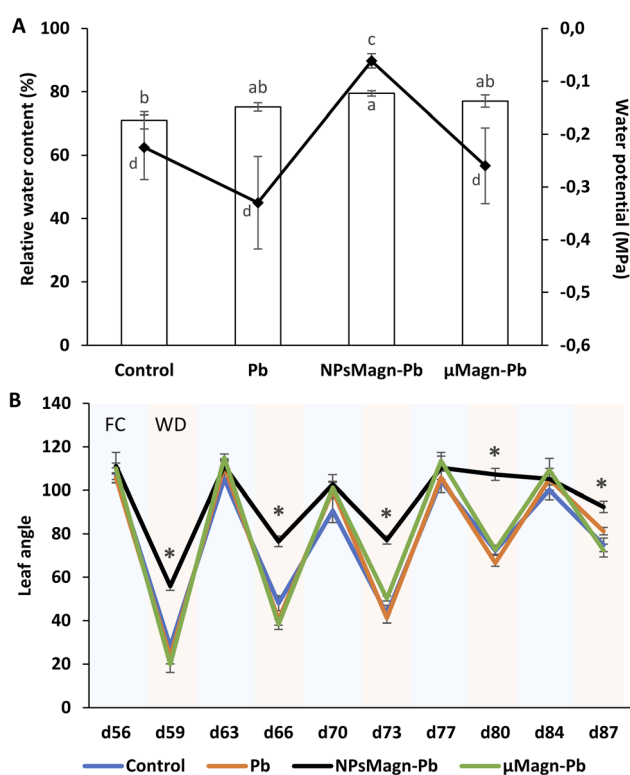 A
Relative water content (%)
100
80
60
40
20
0
b
ab
c
a
ab
d
d
d
0,0
-0,1
-0,2
-0,3
-0,4
-0,5
-0,6
Water potential (MPa)
Control Pb NPsMagn-Pb µMagn-Pb
B
Leaf angle
140
120
100
80
60
40
20
0
FC WD
* * * * *
d56 d59 d63 d66 d70 d73 d77 d80 d84 d87
Control Pb NPsMagn-Pb µMagn-Pb